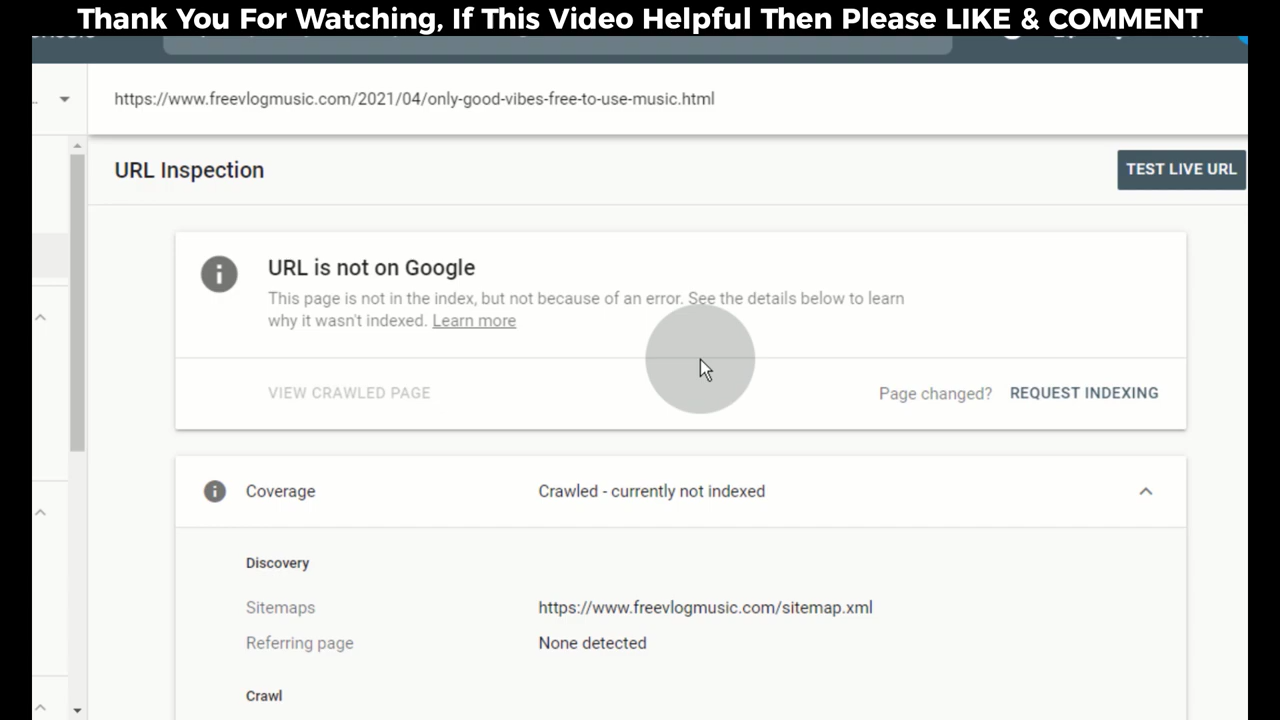 Thank You For Watching, If This Video Helpful Then Please LIKE & COMMENT
https://www.freevlogmusic.com/2021/04/only-good-vibes-free-to-use-music.html
URL Inspection
TEST LIVE URL
URL is not on Google
This page is not in the index, but not because of an error. See the details below to learn
why it wasn't indexed. Learn more
VIEW CRAWLED PAGE
Page changed? REQUEST INDEXING
Coverage
Crawled - currently not indexed
Discovery
Sitemaps
https://www.freevlogmusic.com/sitemap.xml
Referring page
None detected
Crawl